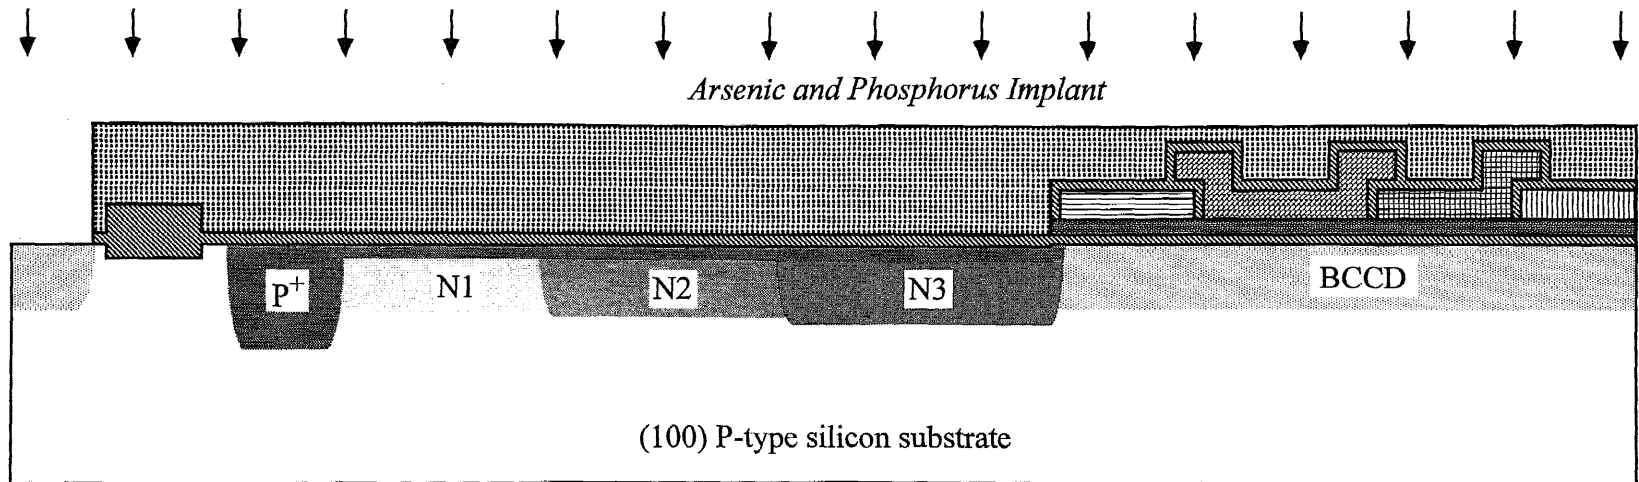 Arsenic and Phosphorus Implant
P+
N1
N2
N3
BCCD
(100) P-type silicon substrate